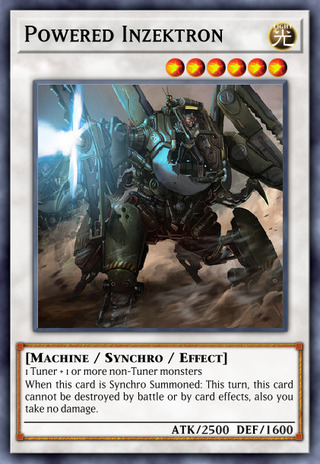 POWERED INZEKTRON
LIGHT
光
[MACHINE / SYNCHRO / EFFECT]
1 Tuner + 1 or more non-Tuner monsters
When this card is Synchro Summoned: This turn, this card
cannot be destroyed by battle or by card effects, also you
take no damage.
ATK/2500 DEF/1600